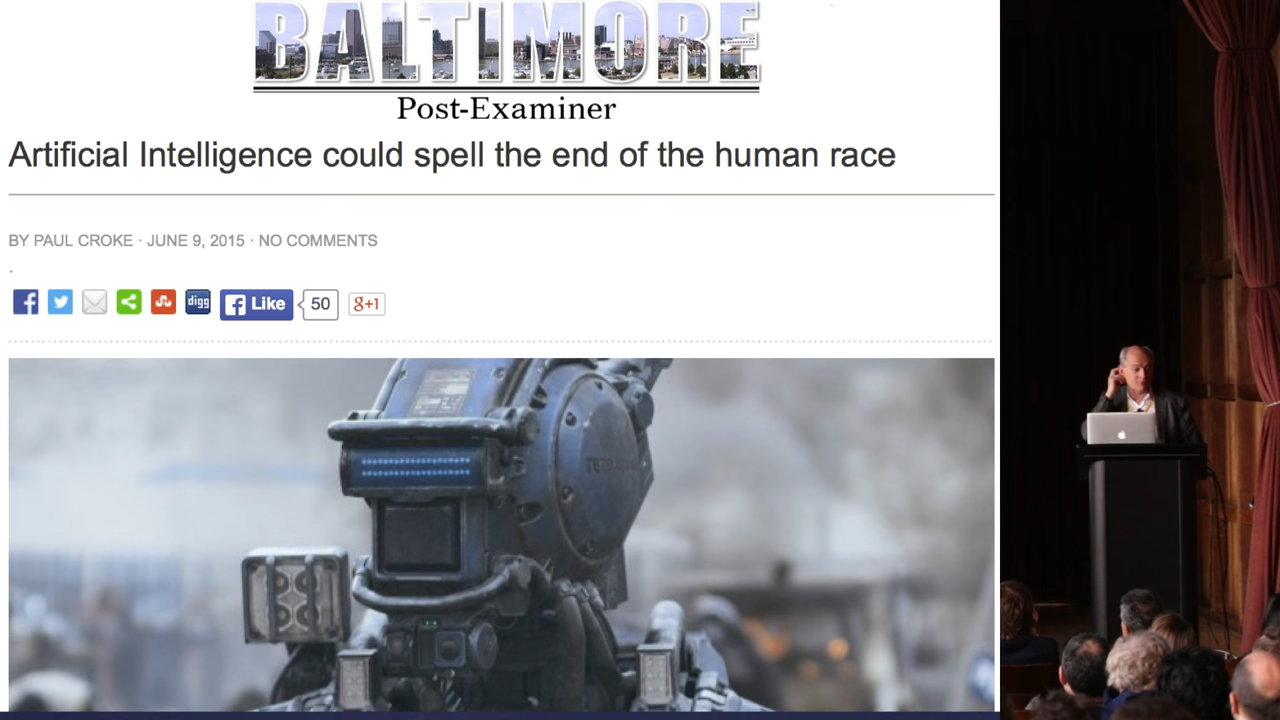 BALTIMORE
Post-Examiner
Artificial Intelligence could spell the end of the human race
BY PAUL CROKE · JUNE 9, 2015 · NO COMMENTS
.
digg Like 50 g+1